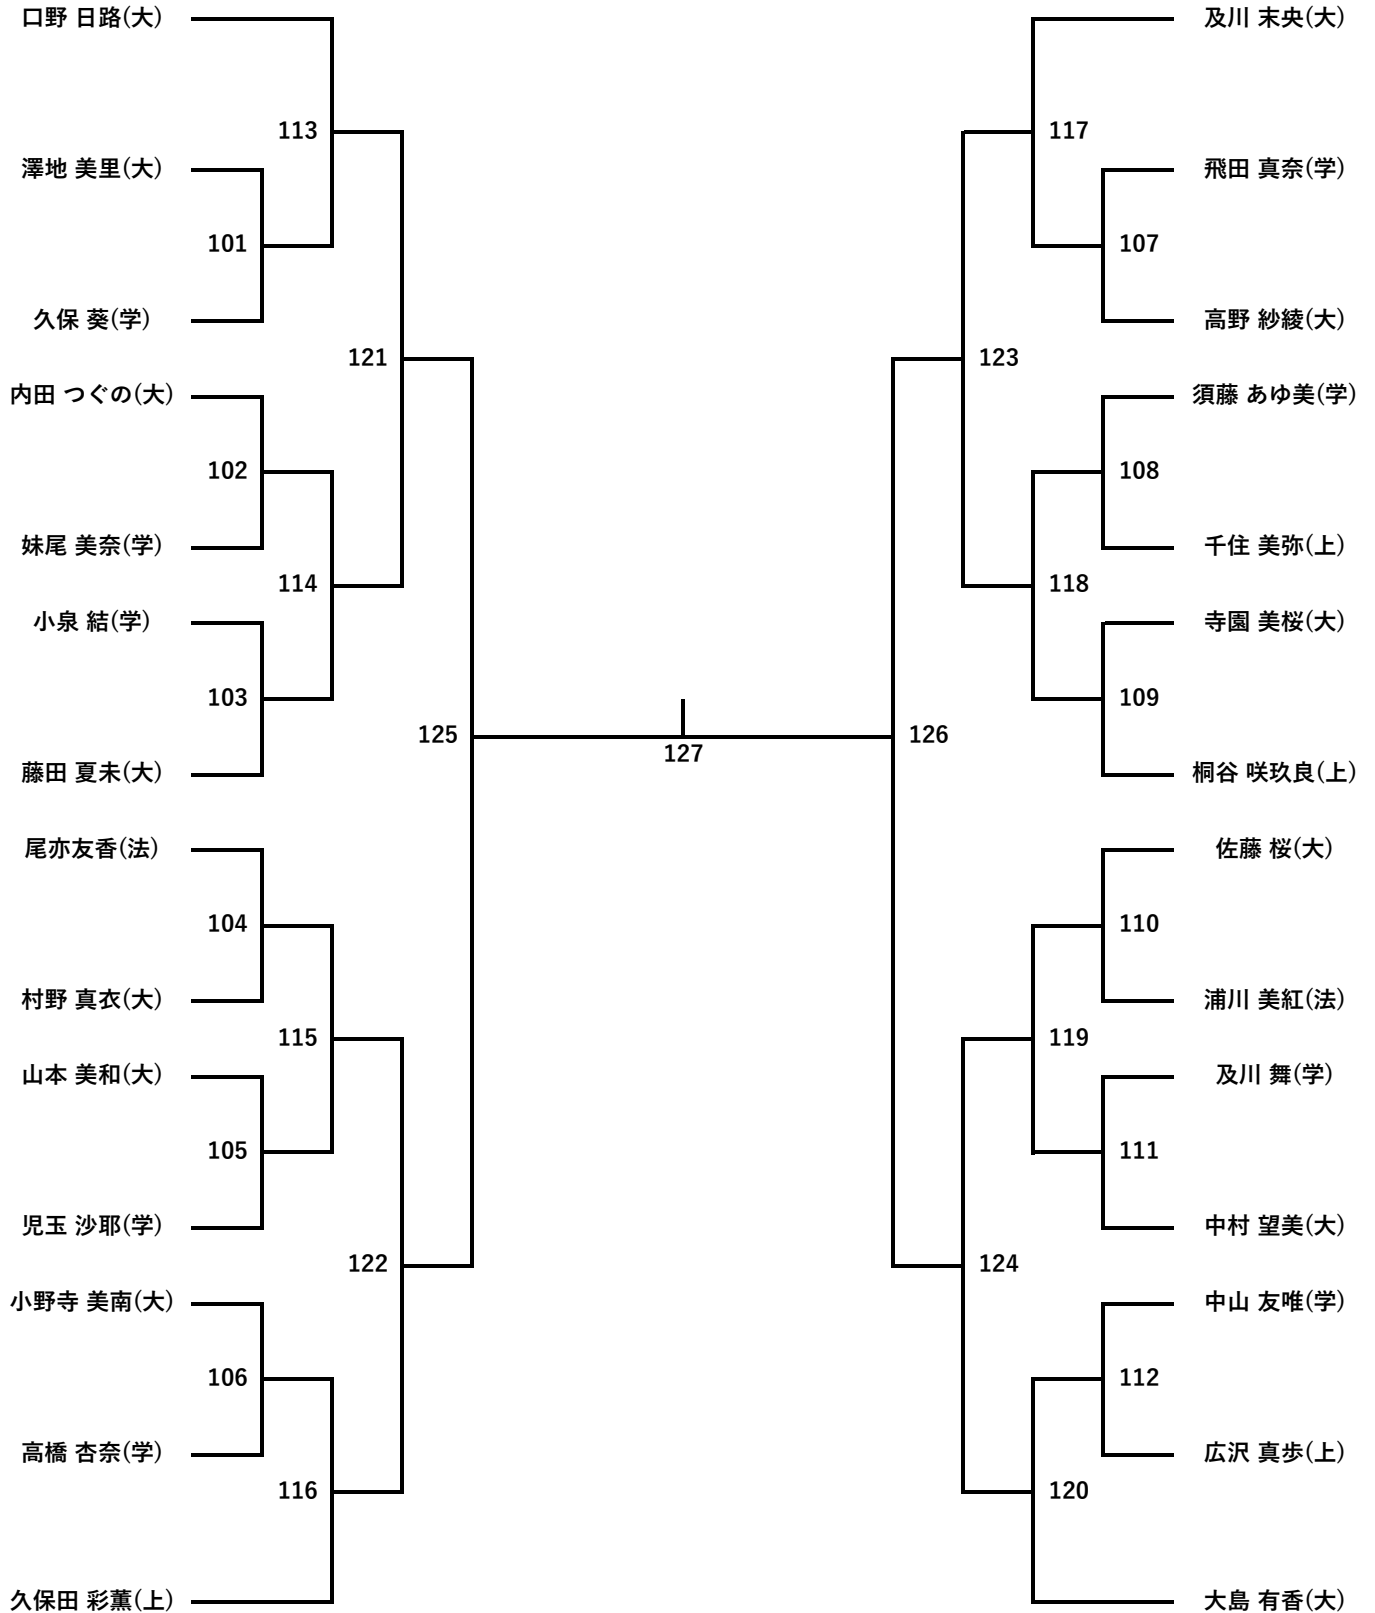 口野 日路(大)
113
澤地 美里(大)
101
久保 葵(学)
121
内田 つぐの(大)
102
妹尾 美奈(学)
114
小泉 結(学)
103
藤田 夏未(大)
125
尾亦友香(法)
104
村野 真衣(大)
115
山本 美和(大)
105
児玉 沙耶(学)
122
小野寺 美南(大)
106
高橋 杏奈(学)
116
久保田 彩薫(上)
127
及川 末央(大)
117
飛田 真奈(学)
107
高野 紗綾(大)
123
須藤 あゆ美(学)
108
千住 美弥(上)
118
寺園 美桜(大)
109
桐谷 咲玖良(上)
126
佐藤 桜(大)
110
浦川 美紅(法)
119
及川 舞(学)
111
中村 望美(大)
124
中山 友唯(学)
112
広沢 真歩(上)
120
大島 有香(大)